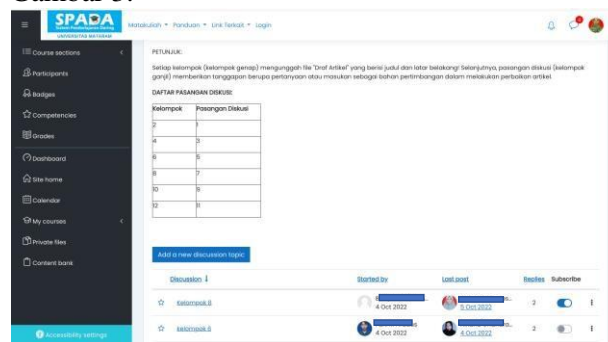 SPADA
UNIVERSITAS MATARAM
Matakuliah Panduan Link Terkait Login
Course sections
Participants
Badges
Competencies
Grades
Dashboard
Site home
Calendar
My courses
Private files
Content bank
Accessibility settings
PETUNJUK:
Setiap kelompok (kelompok genap) mengunggah file "Draf Artikel" yang berisi judul dan latar belakang! Selanjutnya, pasangan diskusi (kelompok
ganjil) memberikan tanggapan berupa pertanyaan atau masukan sebagai bahan pertimbangan dalam melakukan perbaikan artikel.
DAFTAR PASANGAN DISKUSI:
Kelompok Pasangan Diskusi
2 1
4 3
6 5
8 7
10 9
12 11
Add a new discussion topic
Discussion ↓ Started by Last post Replies Subscribe
4 Oct 2022 5 Oct 2022 2
4 Oct 2022 4 Oct 2022 2